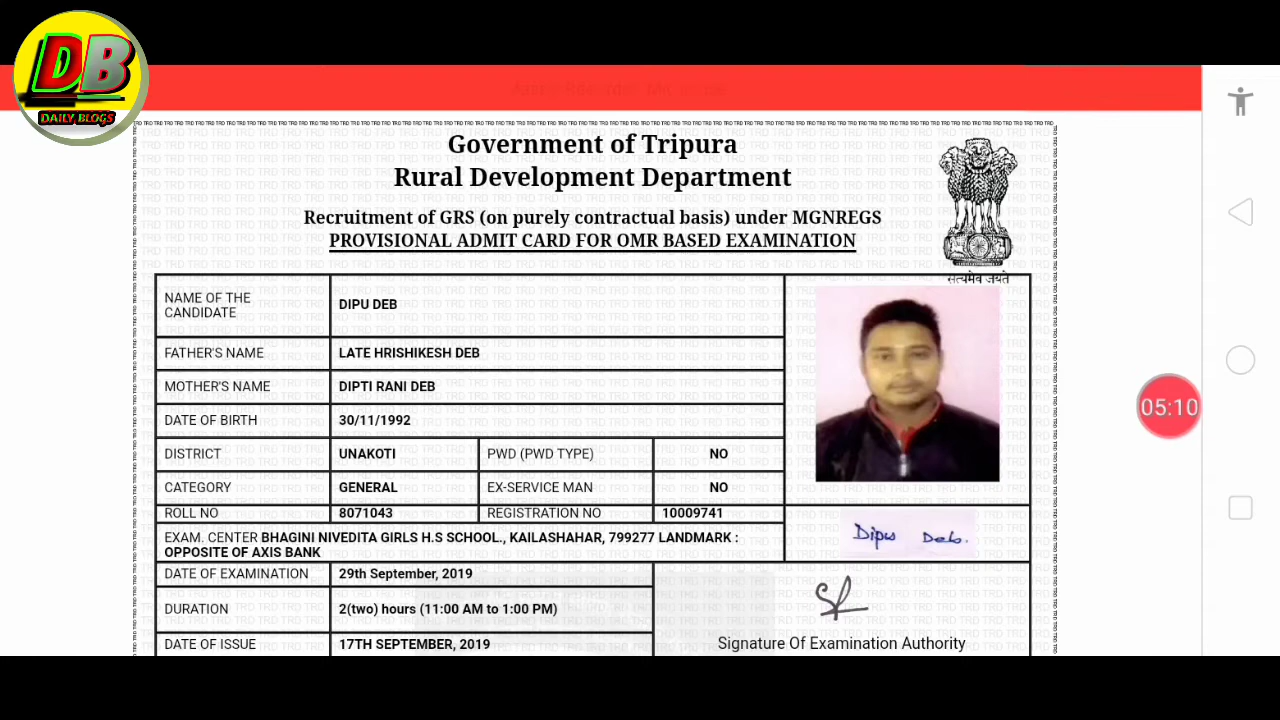 DB
DAILY BLOGS
Government of Tripura
Rural Development Department
Recruitment of GRS (on purely contractual basis) under MGNREGS
PROVISIONAL ADMIT CARD FOR OMR BASED EXAMINATION
सत्यमेव जयते
NAME OF THE
CANDIDATE
DIPU DEB
FATHER'S NAME LATE HRISHIKESH DEB
MOTHER'S NAME DIPTI RANI DEB
DATE OF BIRTH 30/11/1992
DISTRICT UNAKOTI PWD (PWD TYPE) NO
CATEGORY GENERAL EX-SERVICE MAN NO
ROLL NO 8071043 REGISTRATION NO 10009741
Dipu Deb.
EXAM. CENTER BHAGINI NIVEDITA GIRLS H.S SCHOOL., KAILASHAHAR, 799277 LANDMARK :
OPPOSITE OF AXIS BANK
DATE OF EXAMINATION 29th September, 2019
DURATION 2(two) hours (11:00 AM to 1:00 PM)
DATE OF ISSUE 17TH SEPTEMBER, 2019
Signature Of Examination Authority
05:10